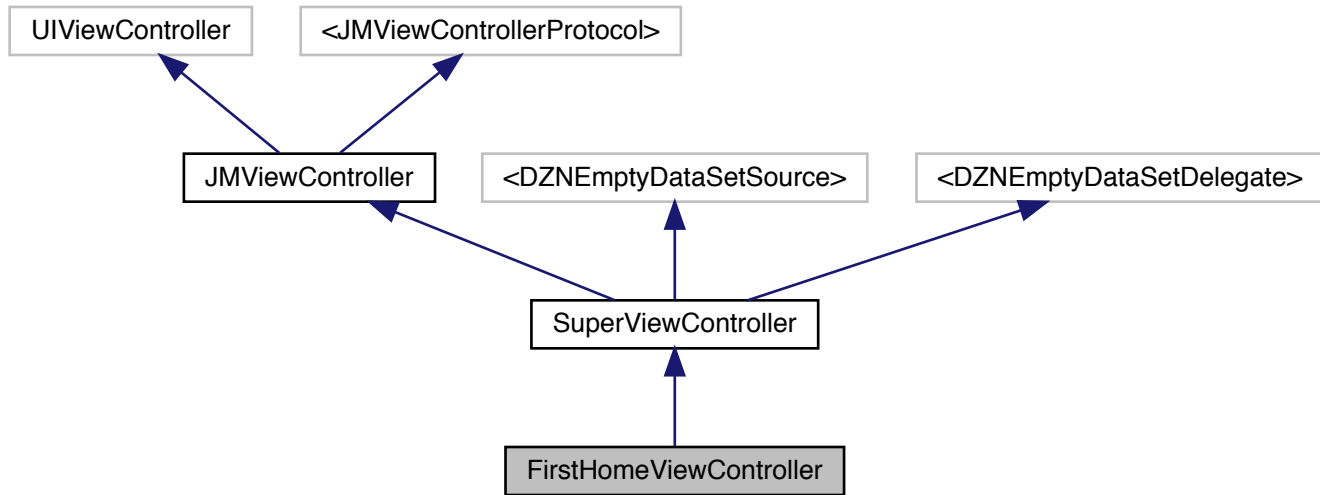 UIViewController
<JMViewControllerProtocol>
JMViewController
<DZNEmptyDataSetSource>
<DZNEmptyDataSetDelegate>
SuperViewController
FirstHomeViewController